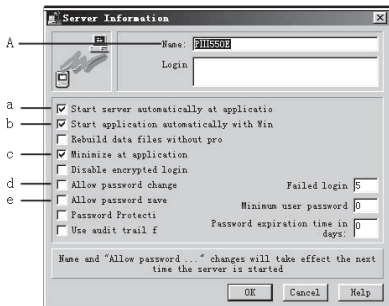 Server Information
A
Name: PIII550E
Login
a
Start server automatically at applicatio
b
Start application automatically with Win
Rebuild data files without pro
c
Minimize at application
Disable encrypted login
d
Allow password change
Failed login 5
e
Allow password save
Minimum user password 0
Password Protecti
Password expiration time in days: 0
Use audit trail f
Name and "Allow password ..." changes will take effect the next
time the server is started
OK Cancel Help